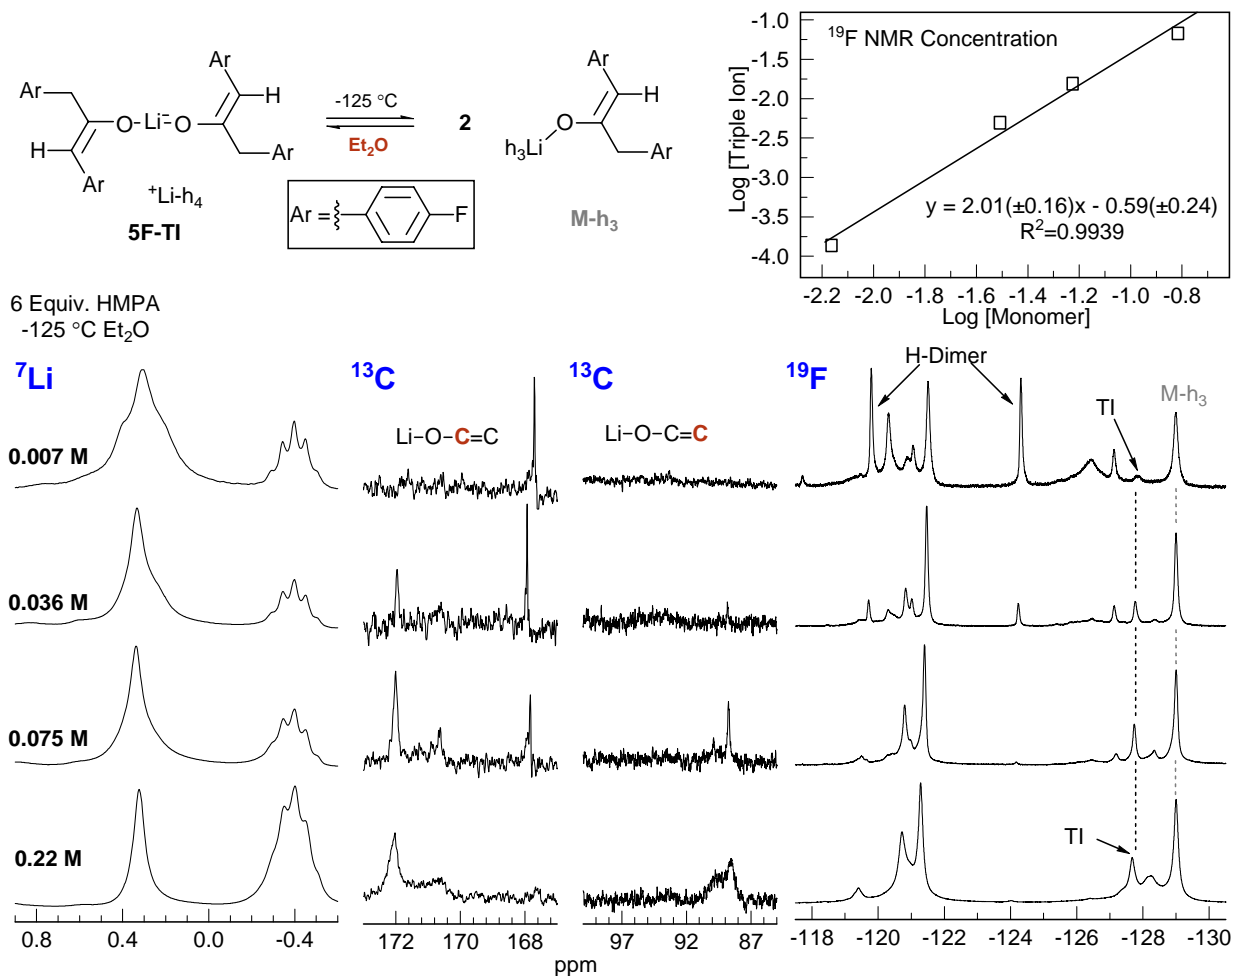 Ar
Ar
O
Li
–
O
H
Ar
H
Ar
⁺Li-h₄
5F-TI
-125 °C
Et₂O
2
Ar
H
O
h₃Li
Ar
M-h₃
Ar =
F
¹⁹F NMR Concentration
y = 2.01(±0.16)x - 0.59(±0.24)
R²=0.9939
Log [Triple Ion]
-1.0
-1.5
-2.0
-2.5
-3.0
-3.5
-4.0
-2.2 -2.0 -1.8 -1.6 -1.4 -1.2 -1.0 -0.8
Log [Monomer]
6 Equiv. HMPA
-125 °C Et₂O
⁷Li
¹³C
¹³C
¹⁹F
H-Dimer
TI
M-h₃
Li-O-C=C
Li-O-C=C
0.007 M
0.036 M
0.075 M
0.22 M
TI
0.8 0.4 0.0 -0.4
172 170 168
97 92 87
-118 -120 -122 -124 -126 -128 -130
ppm